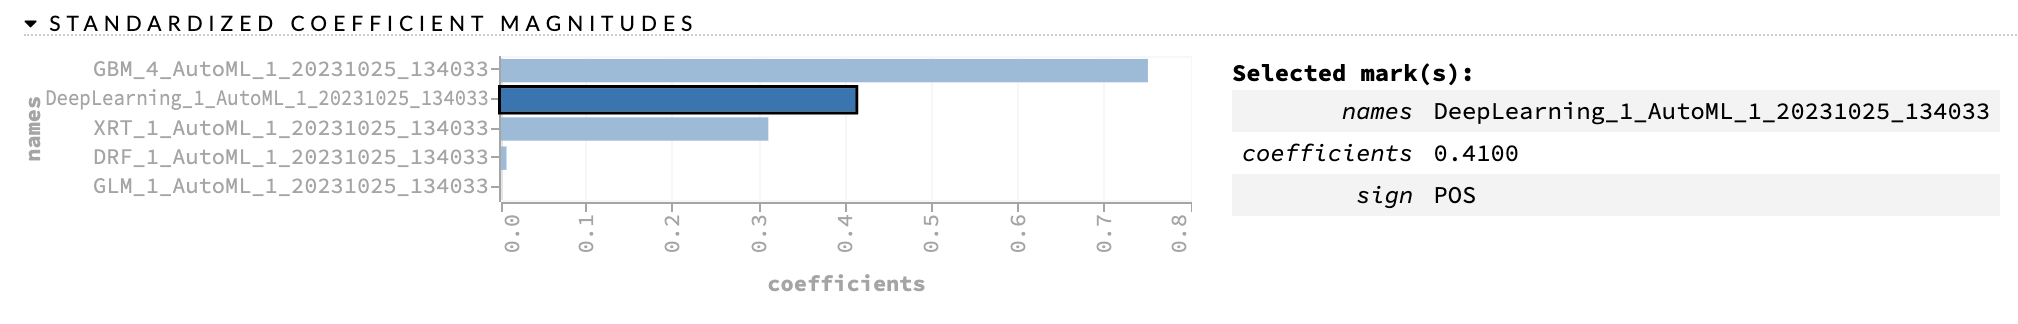 STANDARDIZED COEFFICIENT MAGNITUDES
names
GBM_4_AutoML_1_20231025_134033
DeepLearning_1_AutoML_1_20231025_134033
XRT_1_AutoML_1_20231025_134033
DRF_1_AutoML_1_20231025_134033
GLM_1_AutoML_1_20231025_134033
0.0 0.1 0.2 0.3 0.4 0.5 0.6 0.7 0.8
coefficients
Selected mark(s):
names DeepLearning_1_AutoML_1_20231025_134033
coefficients 0.4100
sign POS